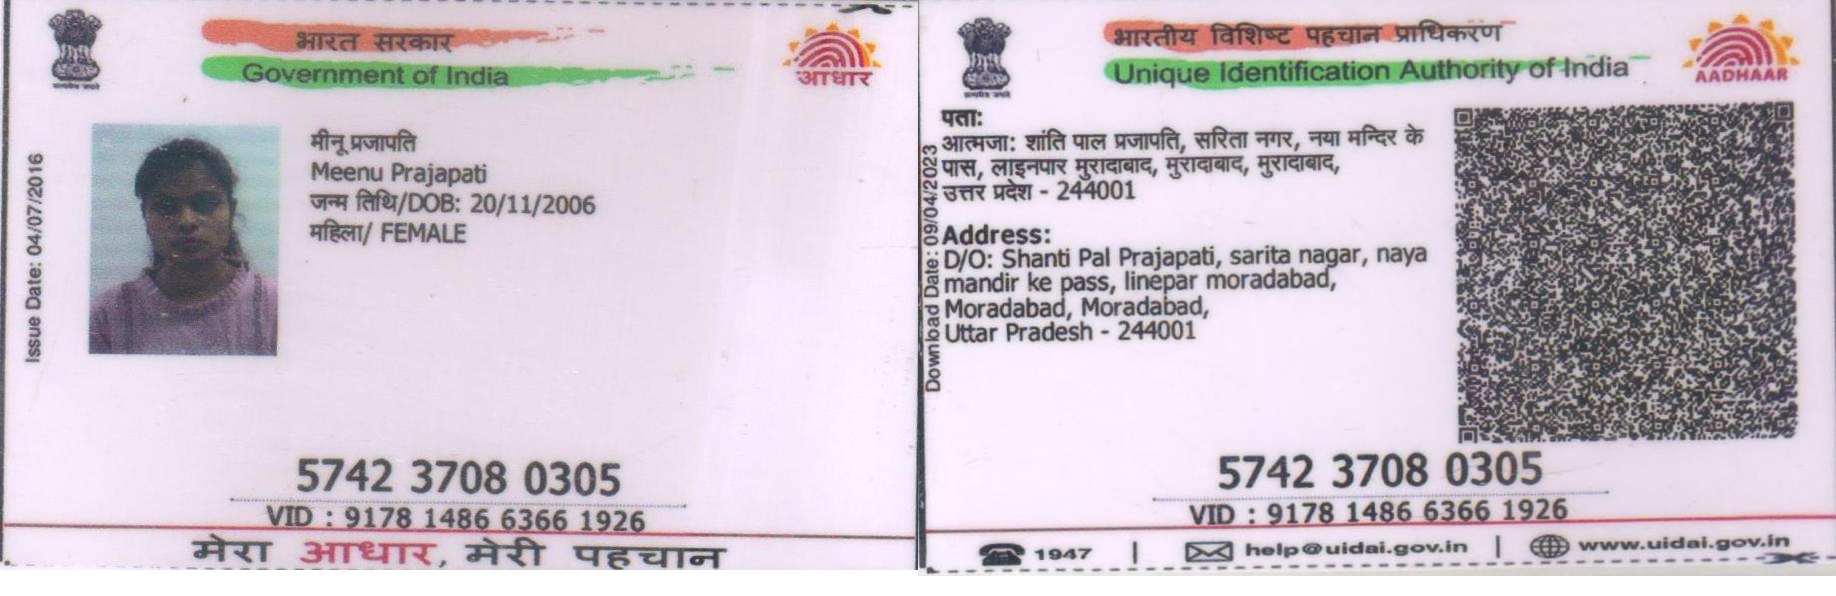 भारत सरकार
Government of India
आधार
Issue Date: 04/07/2016
मीनू प्रजापति
Meenu Prajapati
जन्म तिथि/DOB: 20/11/2006
महिला/ FEMALE
5742 3708 0305
VID : 9178 1486 6366 1926
मेरा आधार, मेरी पहचान
भारतीय विशिष्ट पहचान प्राधिकरण
Unique Identification Authority of India
AADHAAR
Download Date: 09/04/2023
पता:
आत्मजा: शांति पाल प्रजापति, सरिता नगर, नया मन्दिर के
पास, लाइनपार मुरादाबाद, मुरादाबाद, मुरादाबाद,
उत्तर प्रदेश - 244001
Address:
D/O: Shanti Pal Prajapati, sarita nagar, naya
mandir ke pass, linepar moradabad,
Moradabad, Moradabad,
Uttar Pradesh - 244001
5742 3708 0305
VID : 9178 1486 6366 1926
1947 | help@uidai.gov.in | www.uidai.gov.in